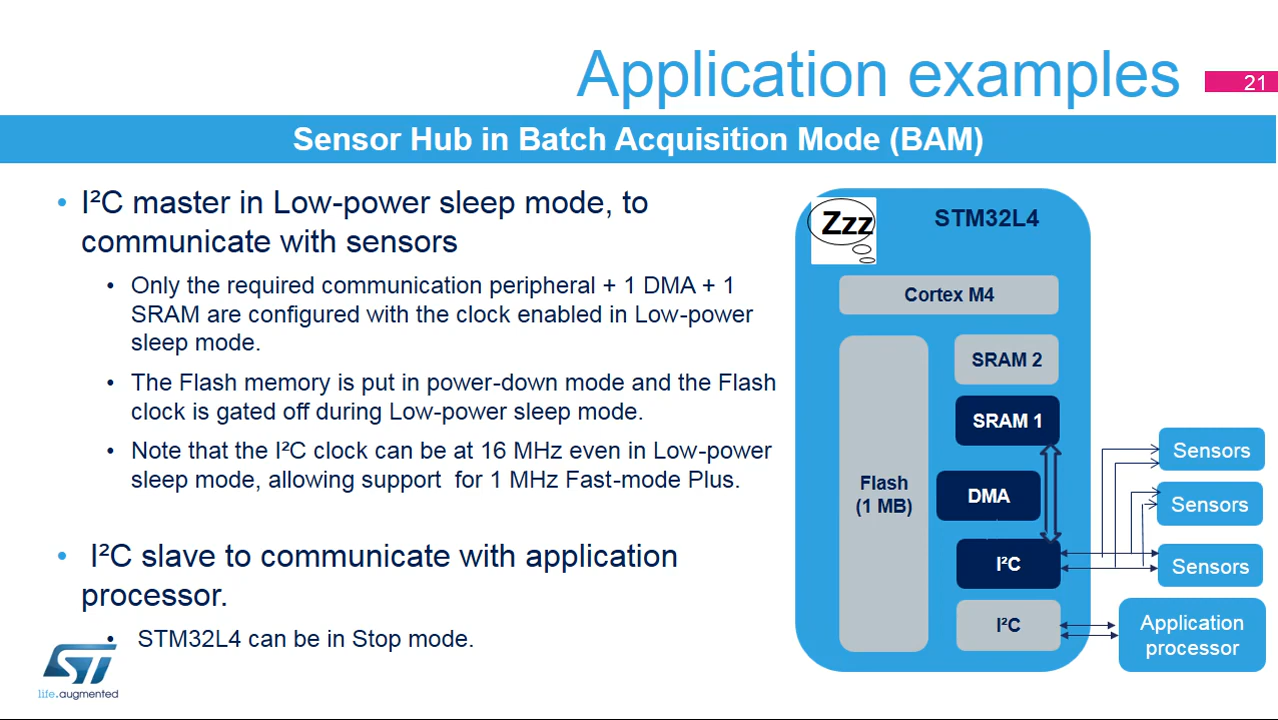 Application examples
21
Sensor Hub in Batch Acquisition Mode (BAM)
• I²C master in Low-power sleep mode, to
communicate with sensors
• Only the required communication peripheral + 1 DMA + 1
SRAM are configured with the clock enabled in Low-power
sleep mode.
• The Flash memory is put in power-down mode and the Flash
clock is gated off during Low-power sleep mode.
• Note that the I²C clock can be at 16 MHz even in Low-power
sleep mode, allowing support for 1 MHz Fast-mode Plus.
• I²C slave to communicate with application
processor.
• STM32L4 can be in Stop mode.
ST
life.augmented
Zzz
STM32L4
Cortex M4
SRAM 2
SRAM 1
Flash
(1 MB)
DMA
I²C
I²C
Sensors
Sensors
Sensors
Application
processor